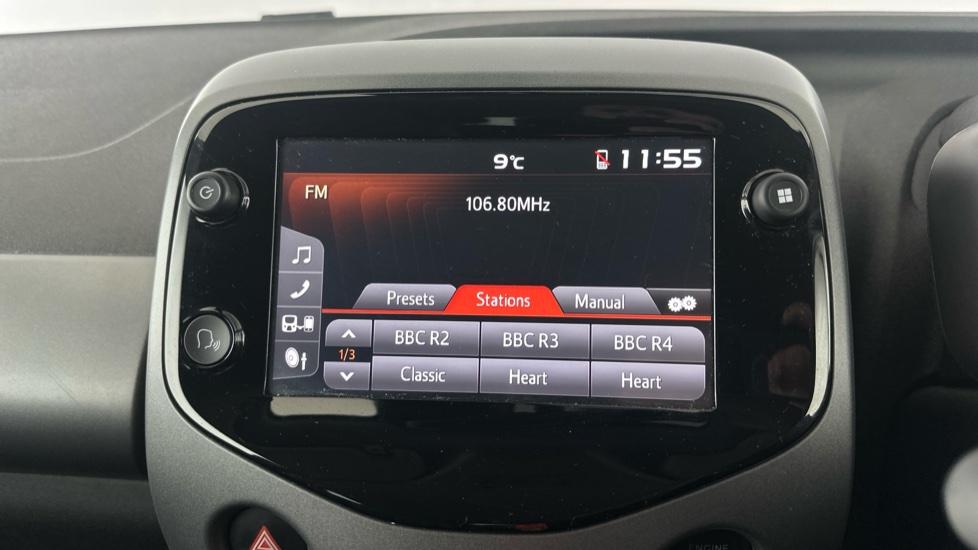 9℃ 11:55
FM
106.80MHz
Presets Stations Manual
BBC R2 BBC R3 BBC R4
1/3
Classic Heart Heart
ENGINE